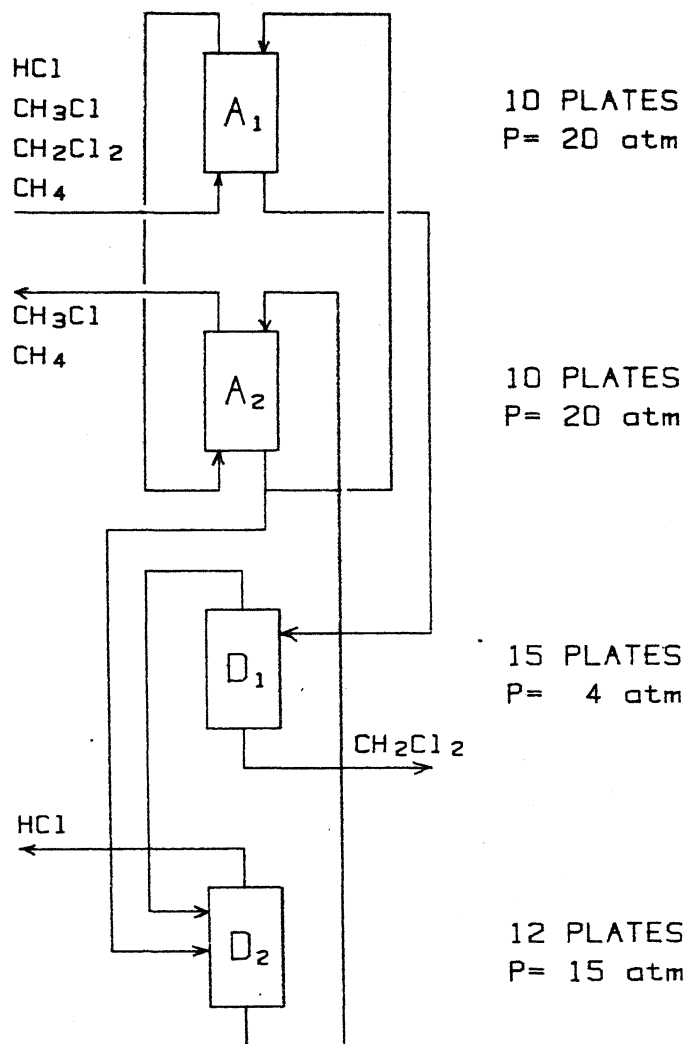 HCl
CH₃Cl
CH₂Cl₂
CH₄
A₁
10 PLATES
P= 20 atm
CH₃Cl
CH₄
A₂
10 PLATES
P= 20 atm
D₁
15 PLATES
P= 4 atm
CH₂Cl₂
HCl
D₂
12 PLATES
P= 15 atm